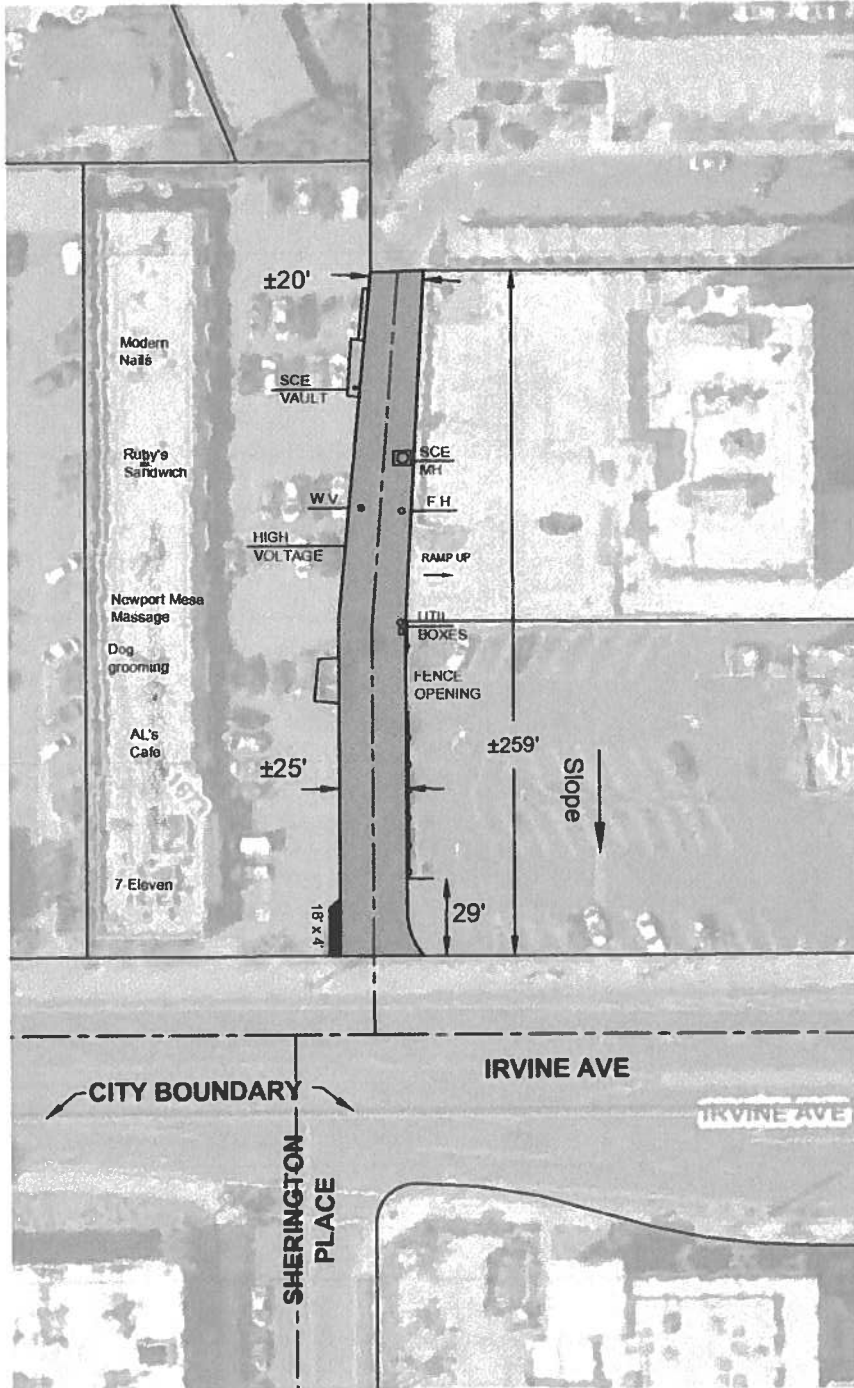 ±20'
Modern
Nails
SCE
VAULT
Ruby's
Sandwich
SCE
MH
W.V.
F.H
HIGH
VOLTAGE
RAMP UP
Newport Mesa
Massage
UTIL
BOXES
Dog
grooming
FENCE
OPENING
AL's
Cafe
±259'
±25'
Slope
7-Eleven
18' x 4'
29'
IRVINE AVE
CITY BOUNDARY
IRVINE AVE
SHERINGTON
PLACE